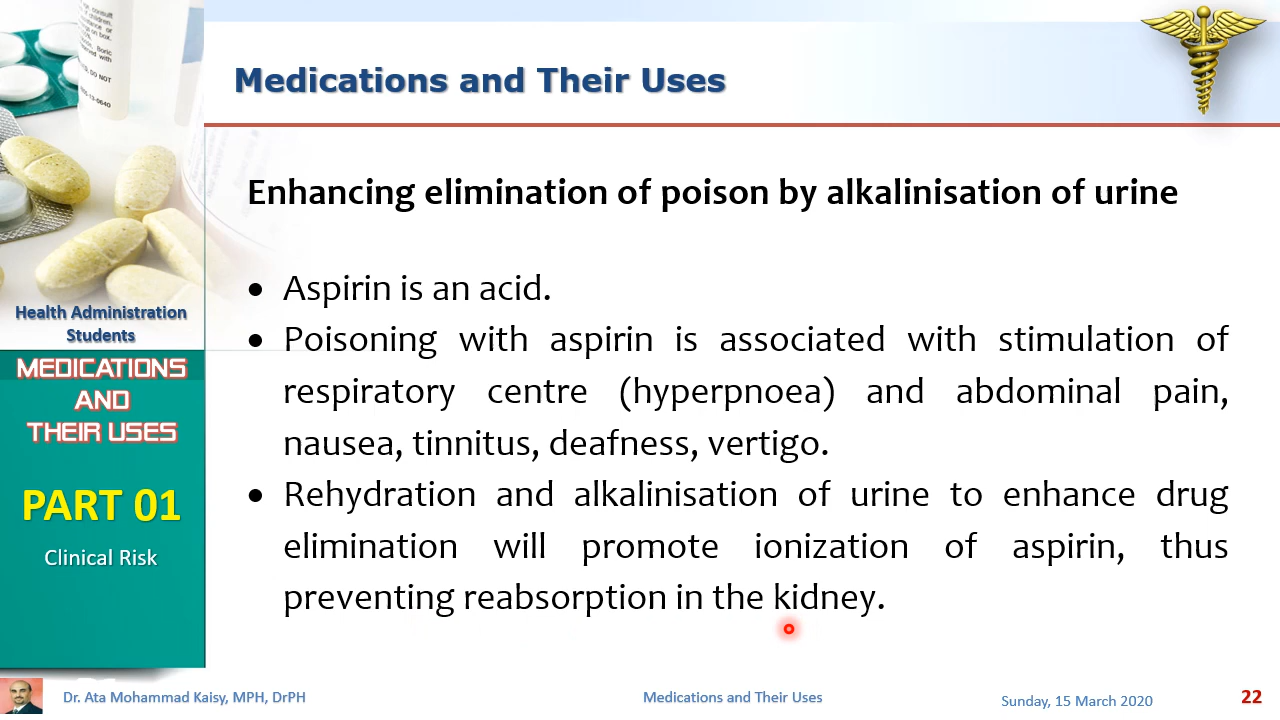 Medications and Their Uses
Enhancing elimination of poison by alkalinisation of urine
• Aspirin is an acid.
• Poisoning with aspirin is associated with stimulation of
respiratory centre (hyperpnoea) and abdominal pain,
nausea, tinnitus, deafness, vertigo.
• Rehydration and alkalinisation of urine to enhance drug
elimination will promote ionization of aspirin, thus
preventing reabsorption in the kidney.
Health Administration
Students
MEDICATIONS
AND
THEIR USES
PART 01
Clinical Risk
Dr. Ata Mohammad Kaisy, MPH, DrPH
Medications and Their Uses
Sunday, 15 March 2020
22